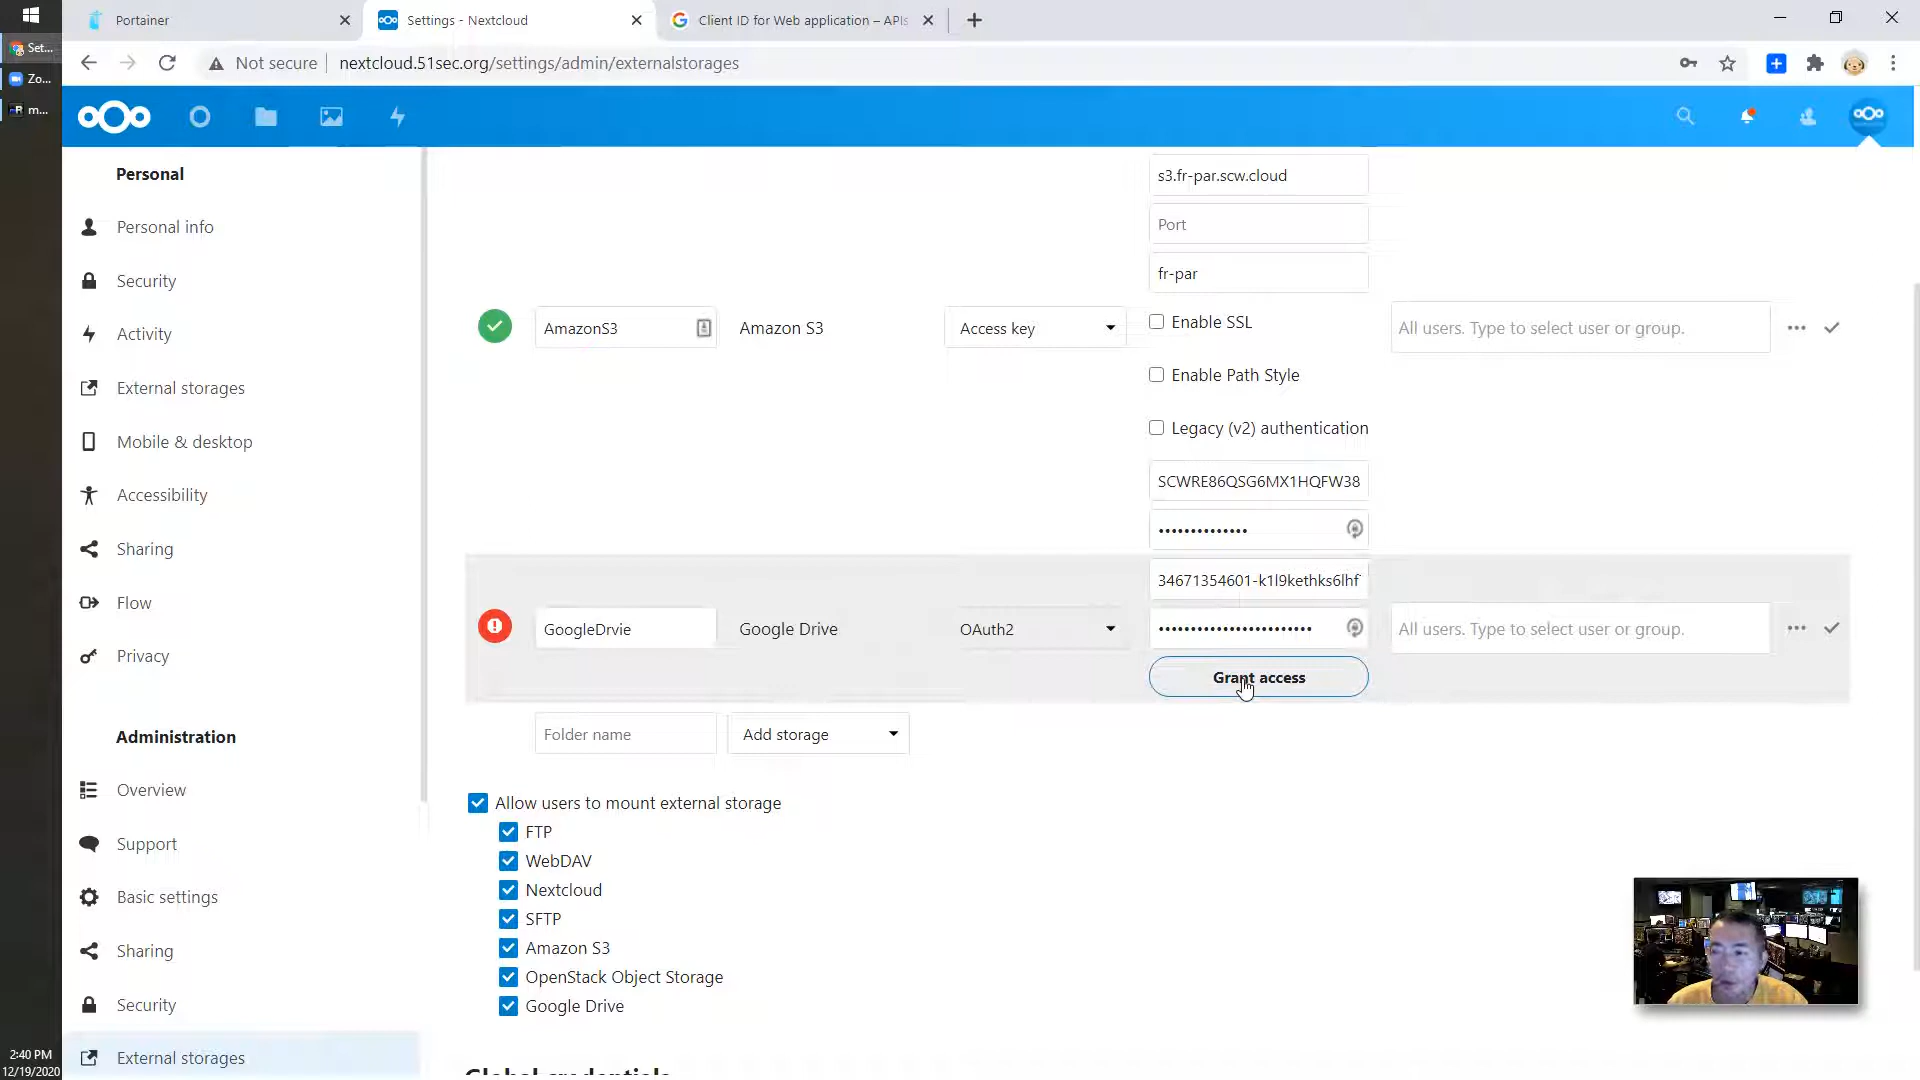 Portainer
Settings - Nextcloud
Client ID for Web application – APIs
Set...
Zo...
m...
Not secure
nextcloud.51sec.org/settings/admin/externalstorages
Personal
Personal info
Security
Activity
External storages
Mobile & desktop
Accessibility
Sharing
Flow
Privacy
Administration
Overview
Support
Basic settings
Sharing
Security
External storages
s3.fr-par.scw.cloud
Port
fr-par
AmazonS3
Amazon S3
Access key
Enable SSL
All users. Type to select user or group.
Enable Path Style
Legacy (v2) authentication
SCWRE86QSG6MX1HQFW38
••••••••••••••
34671354601-k1l9kethks6lhf
GoogleDrvie
Google Drive
OAuth2
••••••••••••••••••••••••
All users. Type to select user or group.
Grant access
Folder name
Add storage
Allow users to mount external storage
FTP
WebDAV
Nextcloud
SFTP
Amazon S3
OpenStack Object Storage
Google Drive
2:40 PM
12/19/2020